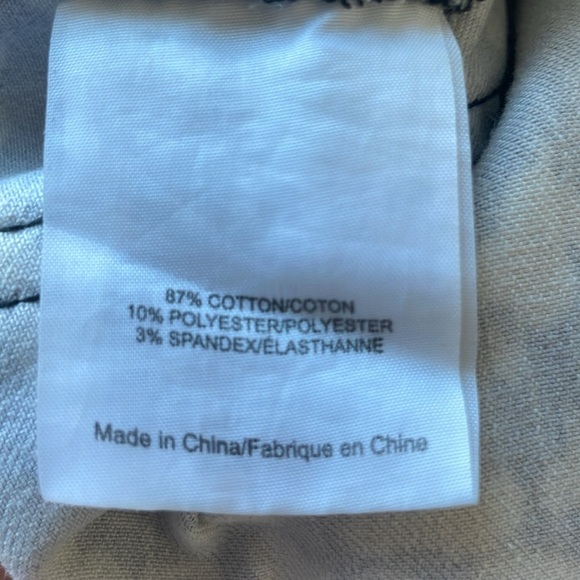 87% COTTON/COTON
10% POLYESTER/POLYESTER
3% SPANDEX/ÉLASTHANNE
Made in China/Fabrique en Chine